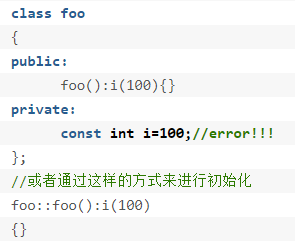 class foo
{
public:
foo():i(100){}
private:
const int i=100;//error!!!
};
//或者通过这样的方式来进行初始化
foo::foo():i(100)
{}